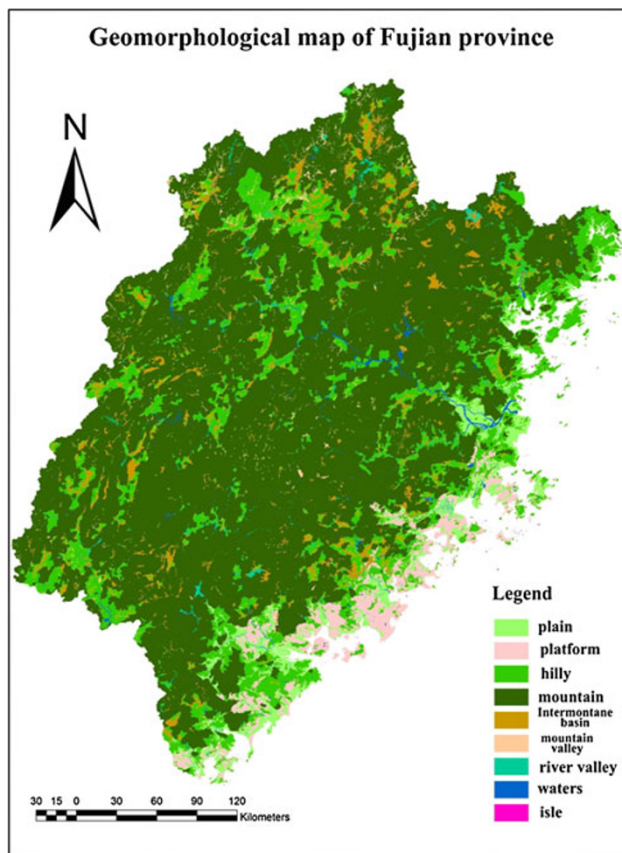 Geomorphological map of Fujian province
N
Legend
plain
platform
hilly
mountain
Intermontane
basin
mountain
valley
river valley
waters
isle
30 15 0 30 60 90 120
Kilometers